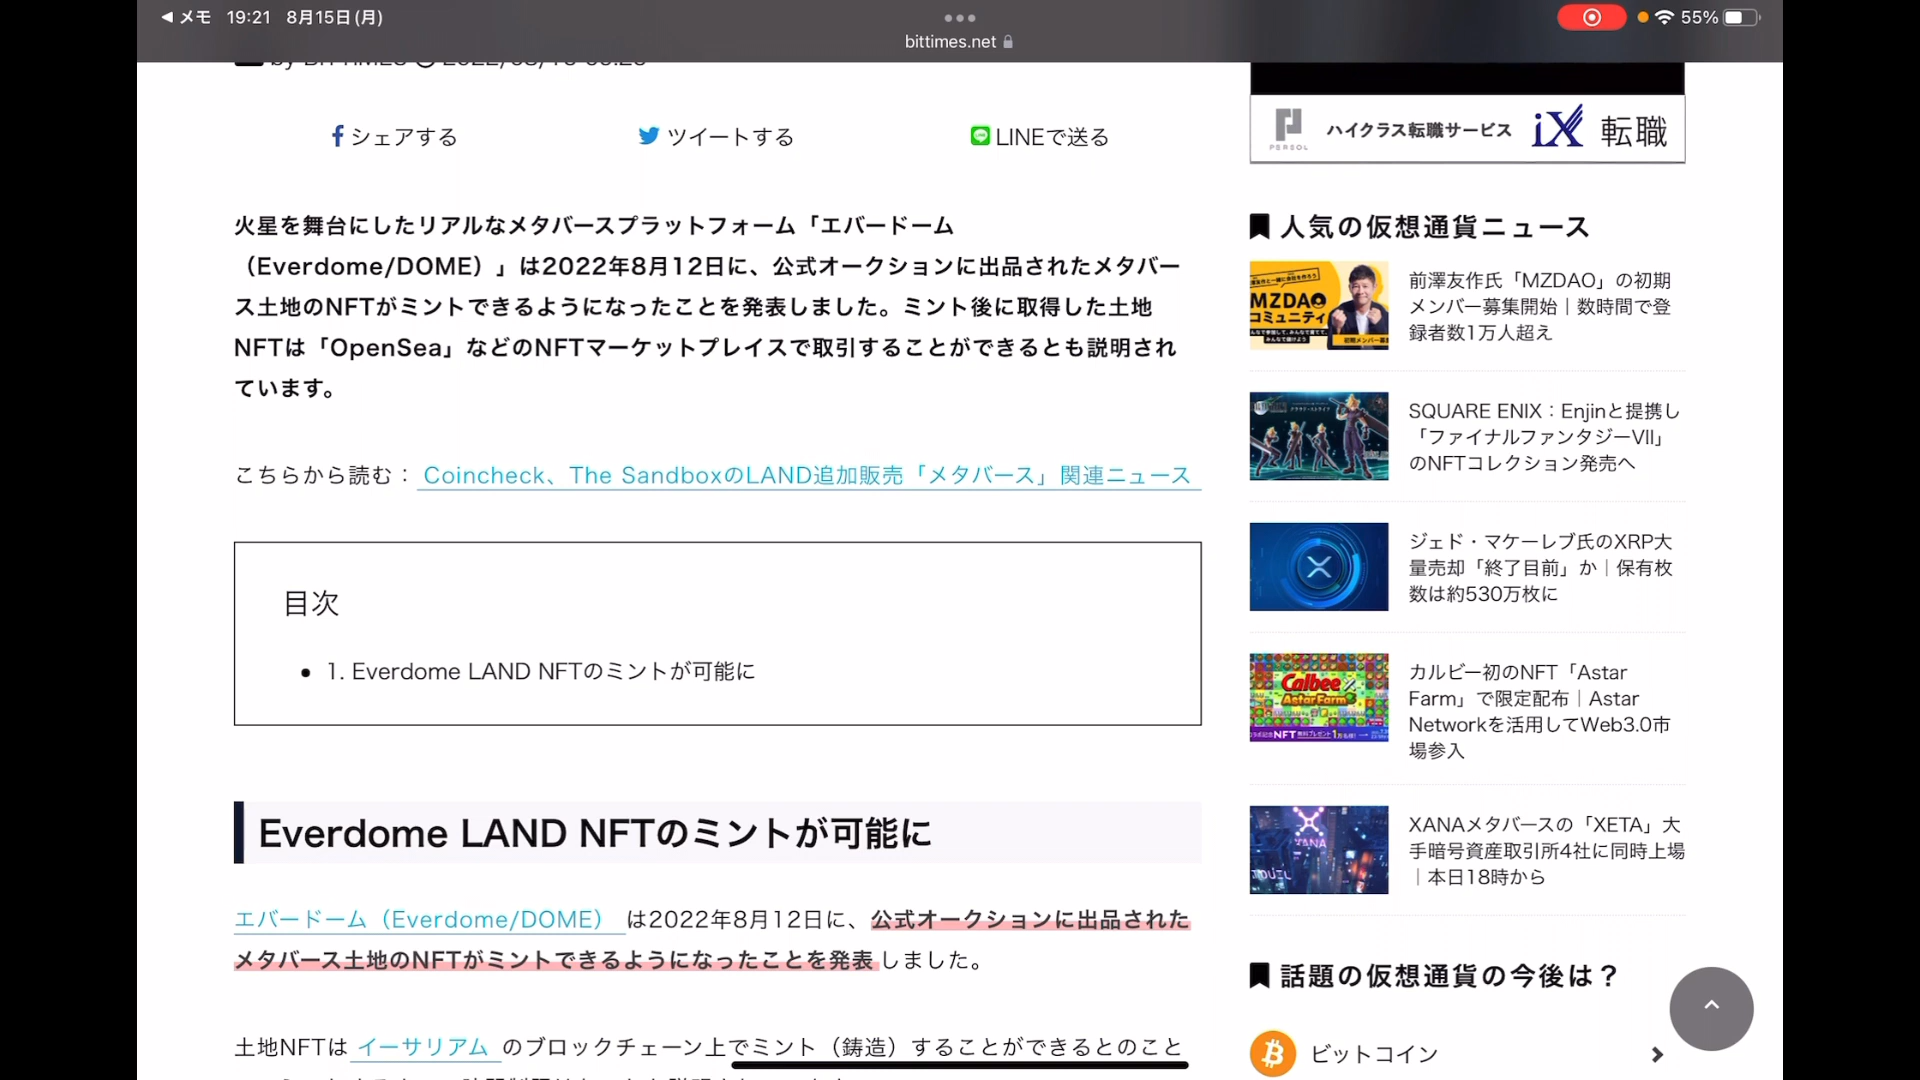 ◀ メモ 19:21 8月15日(月)
bittimes.net
55%
シェアする
ツイートする
LINEで送る
火星を舞台にしたリアルなメタバースプラットフォーム「エバードーム
（Everdome/DOME）」は2022年8月12日に、公式オークションに出品されたメタバー
ス土地のNFTがミントできるようになったことを発表しました。ミント後に取得した土地
NFTは「OpenSea」などのNFTマーケットプレイスで取引することができるとも説明され
ています。
こちらから読む： Coincheck、The SandboxのLAND追加販売「メタバース」関連ニュース
目次
1. Everdome LAND NFTのミントが可能に
Everdome LAND NFTのミントが可能に
エバードーム（Everdome/DOME） は2022年8月12日に、公式オークションに出品された
メタバース土地のNFTがミントできるようになったことを発表 しました。
土地NFTは イーサリアム のブロックチェーン上でミント（鋳造）することができるとのこと
PERSOL ハイクラス転職サービス iX 転職
人気の仮想通貨ニュース
MZDAO
コミュニティ
前澤友作氏「MZDAO」の初期
メンバー募集開始｜数時間で登
録者数1万人超え
SQUARE ENIX：Enjinと提携し
「ファイナルファンタジーVII」
のNFTコレクション発売へ
ジェド・マケーレブ氏のXRP大
量売却「終了目前」か｜保有枚
数は約530万枚に
Calbee
AstarFarm
カルビー初のNFT「Astar
Farm」で限定配布｜Astar
Networkを活用してWeb3.0市
場参入
XANA
XANAメタバースの「XETA」大
手暗号資産取引所4社に同時上場
｜本日18時から
話題の仮想通貨の今後は？
ビットコイン